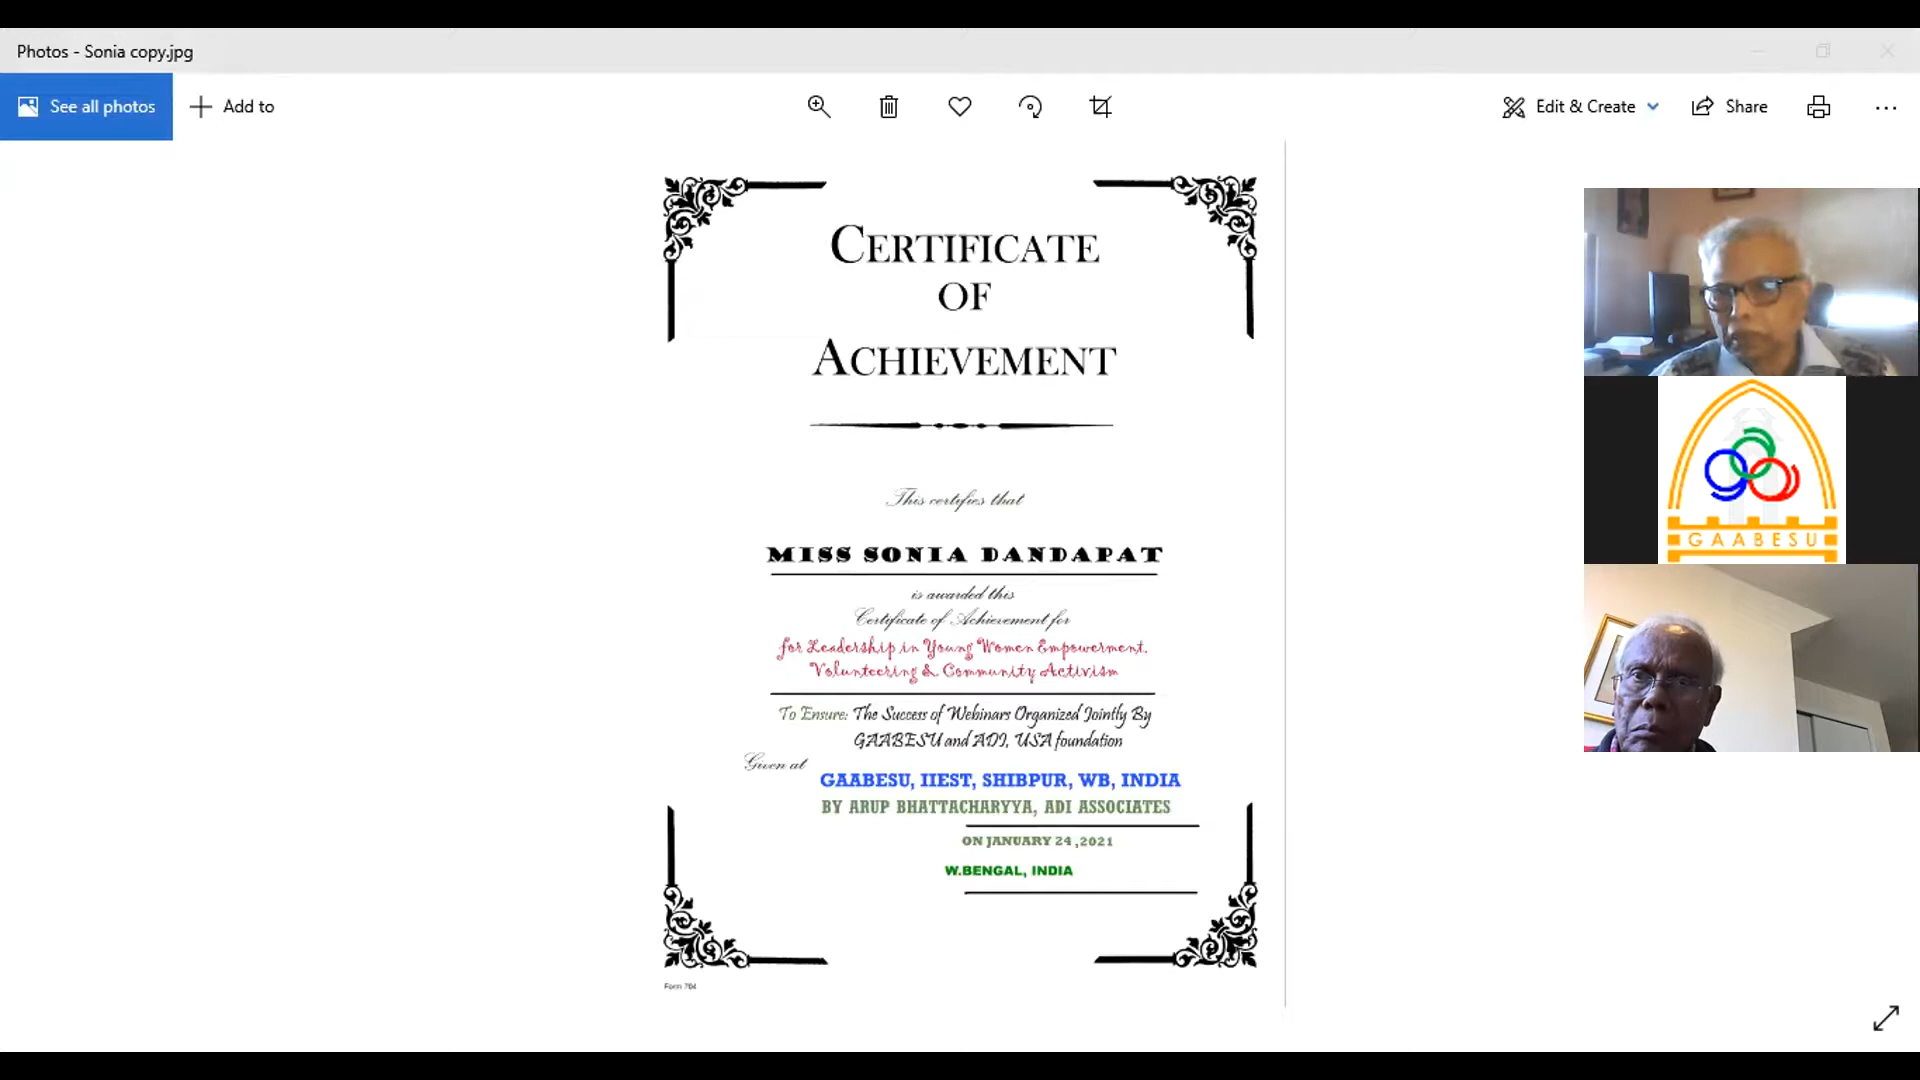 Photos - Sonia copy.jpg
See all photos
Add to
Edit & Create
Share
CERTIFICATE
OF
ACHIEVEMENT
This certifies that
MISS SONIA DANDAPAT
is awarded this
Certificate of Achievement for
for Leadership in Young Women Empowerment.
Volunteering & Community Activism
To Ensure: The Success of Webinars Organized Jointly By
GAABESU and ADI, USA foundation
Given at
GAABESU, IIEST, SHIBPUR, WB, INDIA
BY ARUP BHATTACHARYYA, ADI ASSOCIATES
ON JANUARY 24 ,2021
W.BENGAL, INDIA
Form 704
GAABESU